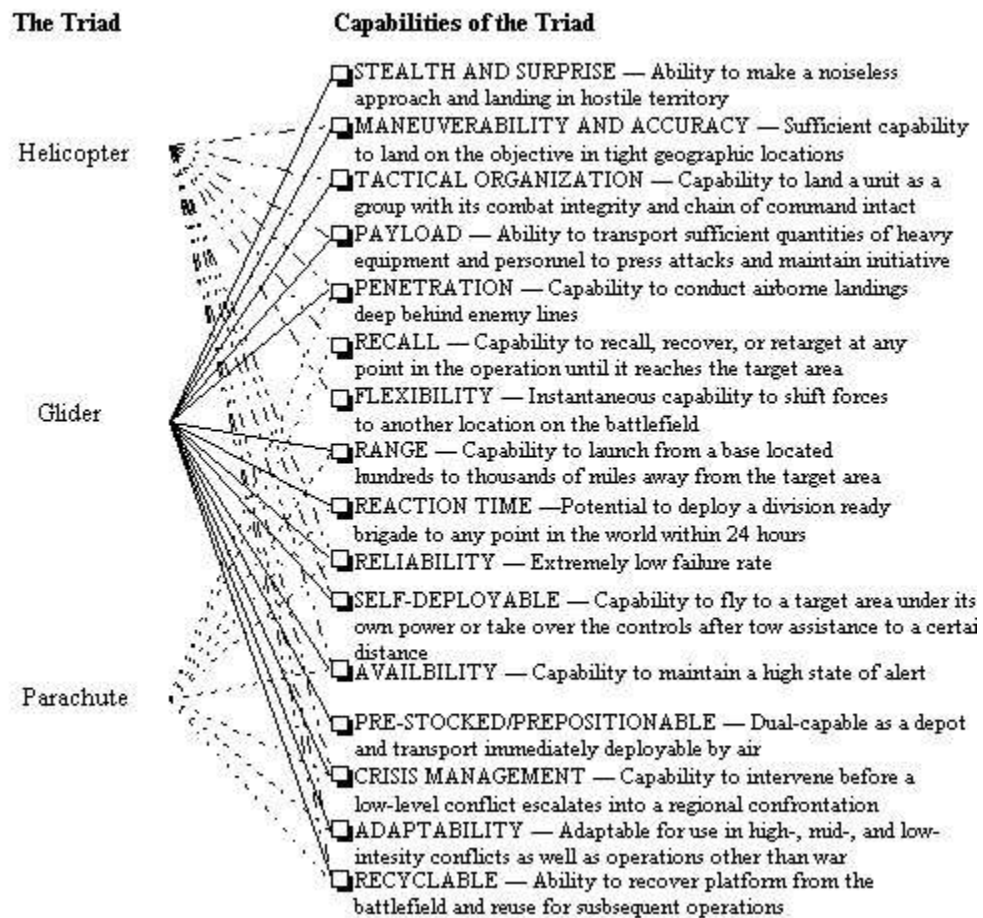 The Triad
Capabilities of the Triad
Helicopter
Glider
Parachute
STEALTH AND SURPRISE — Ability to make a noiseless
approach and landing in hostile territory
MANEUVERABILITY AND ACCURACY — Sufficient capability
to land on the objective in tight geographic locations
TACTICAL ORGANIZATION — Capability to land a unit as a
group with its combat integrity and chain of command intact
PAYLOAD — Ability to transport sufficient quantities of heavy
equipment and personnel to press attacks and maintain initiative
PENETRATION — Capability to conduct airborne landings
deep behind enemy lines
RECALL — Capability to recall, recover, or retarget at any
point in the operation until it reaches the target area
FLEXIBILITY — Instantaneous capability to shift forces
to another location on the battlefield
RANGE — Capability to launch from a base located
hundreds to thousands of miles away from the target area
REACTION TIME —Potential to deploy a division ready
brigade to any point in the world within 24 hours
RELIABILITY — Extremely low failure rate
SELF-DEPLOYABLE — Capability to fly to a target area under its
own power or take over the controls after tow assistance to a certai
distance
AVAILBILITY — Capability to maintain a high state of alert
PRE-STOCKED/PREPOSITIONABLE — Dual-capable as a depot
and transport immediately deployable by air
CRISIS MANAGEMENT — Capability to intervene before a
low-level conflict escalates into a regional confrontation
ADAPTABILITY — Adaptable for use in high-, mid-, and low-
intesity conflicts as well as operations other than war
RECYCLABLE — Ability to recover platform from the
battlefield and reuse for susbsequent operations